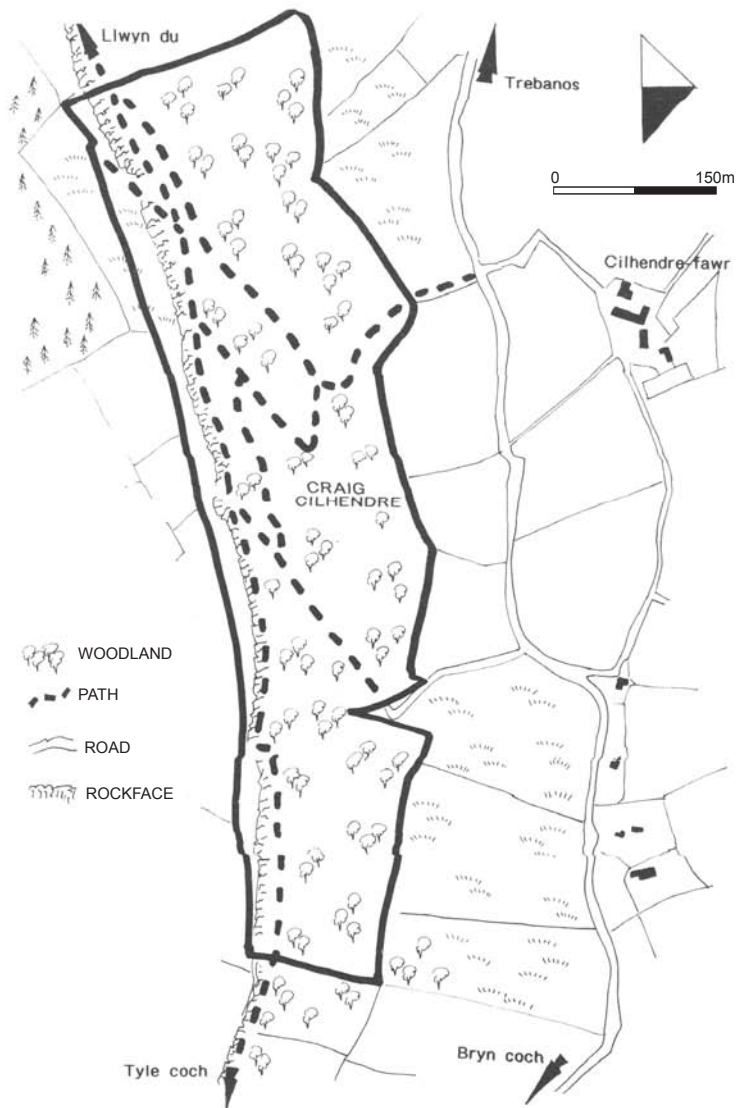 Llwyn du
Trebanos
0 150m
Cilhendre-fawr
CRAIG
CILHENDRE
WOODLAND
PATH
ROAD
ROCKFACE
Tyle coch
Bryn coch